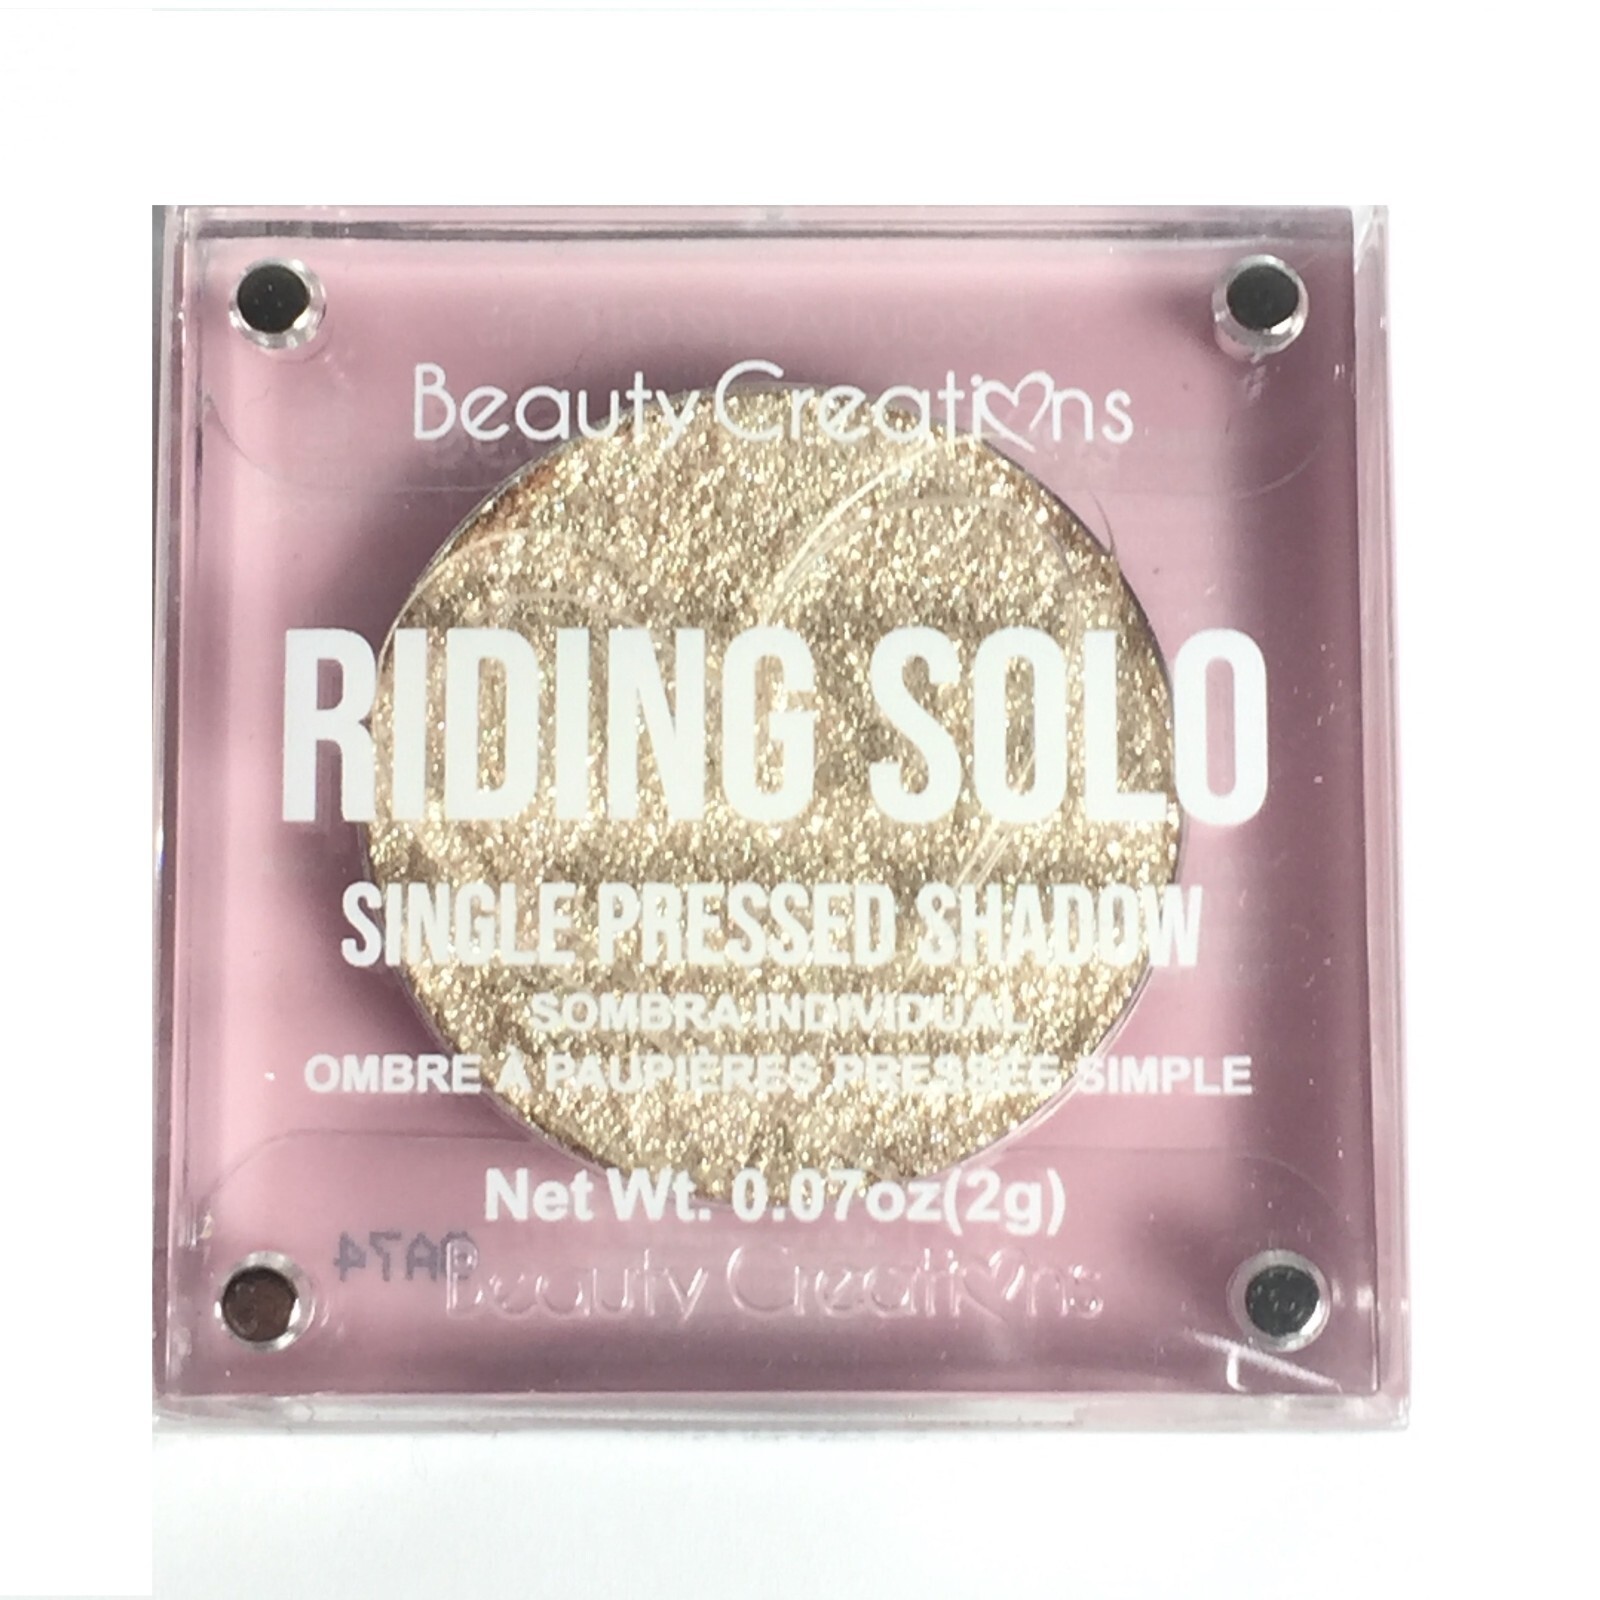 Beauty Creations
RIDING SOLO
SINGLE PRESSED SHADOW
SOMBRA INDIVIDUAL
OMBRE À PAUPIÈRES PRESSÉE SIMPLE
Net Wt. 0.07oz(2g)
Beauty Creations